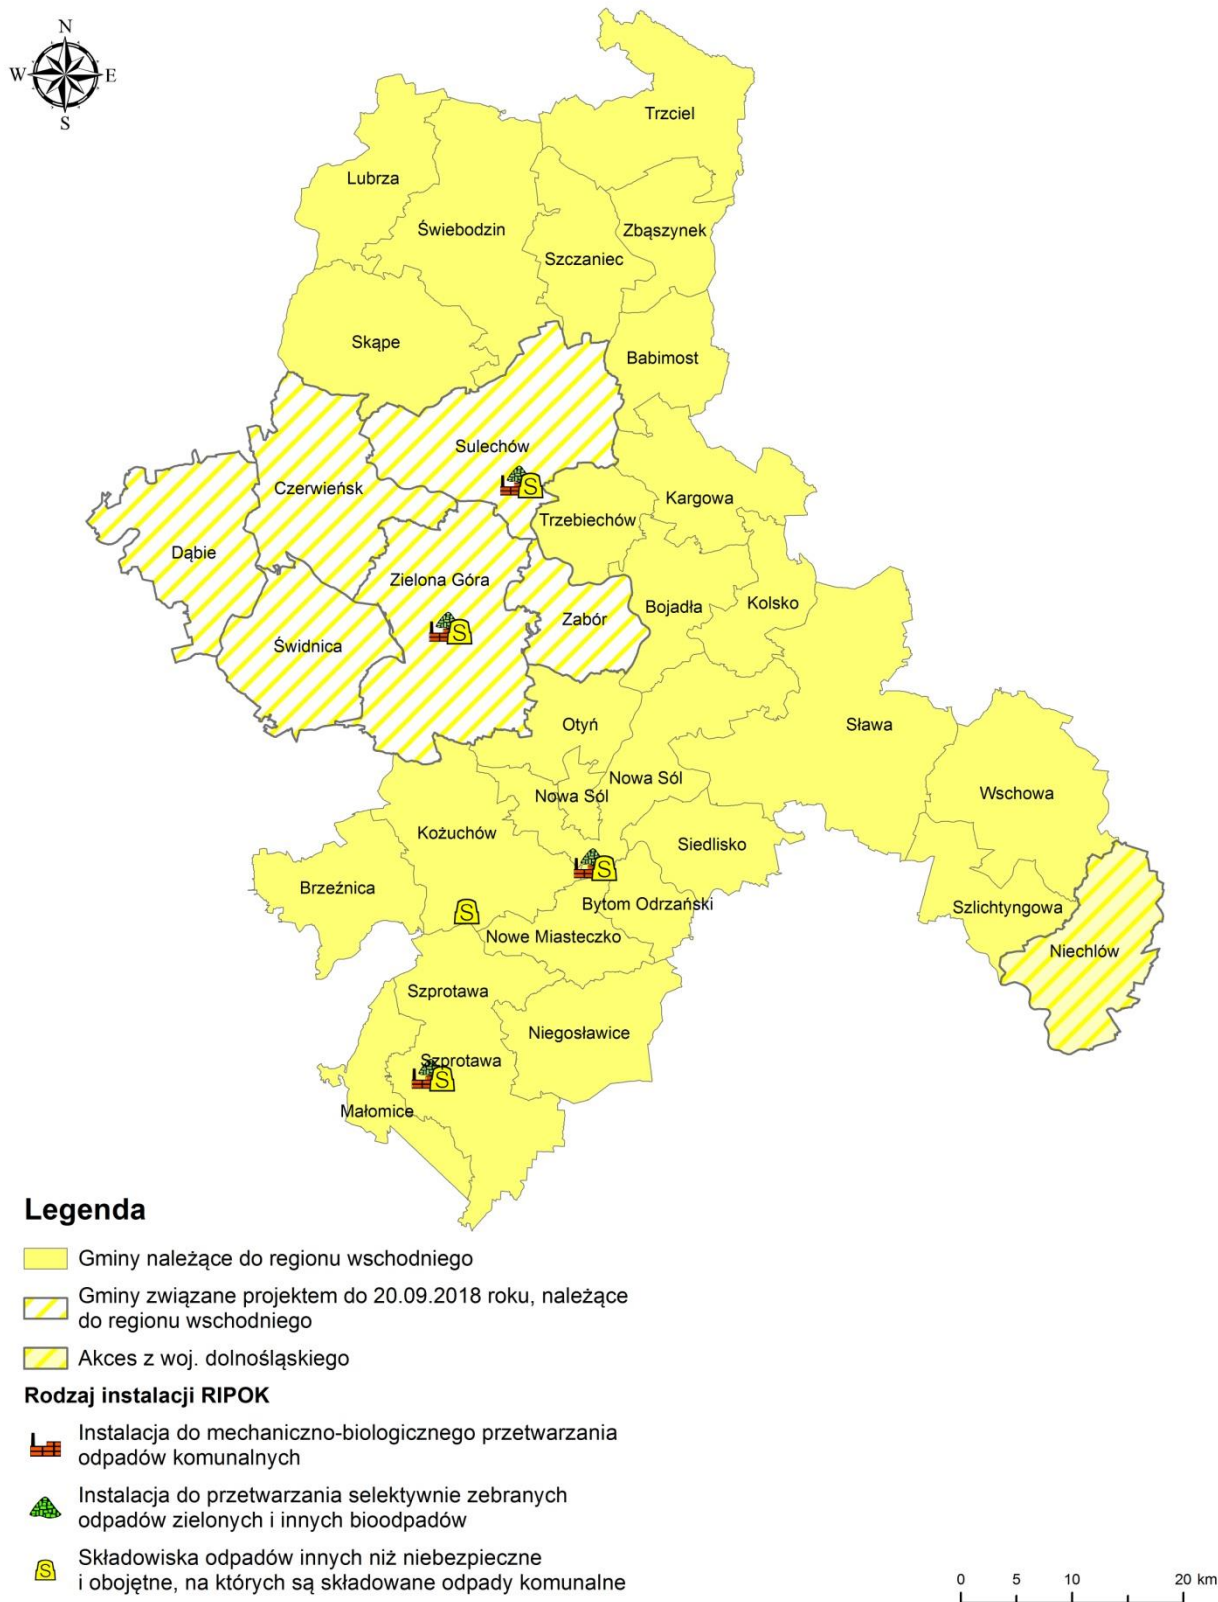 N
W E
S
Trzciel
Lubrza
Świebodzin
Zbąszynek
Szczaniec
Skąpe
Babimost
Sulechów
S
Czerwieńsk
Kargowa
Trzebiechów
Dąbie
Zielona Góra
Bojadła
Kolsko
Zabór
S
Świdnica
Otyń
Sława
Nowa Sól
Nowa Sól
Wschowa
Kożuchów
Siedlisko
S
Brzeźnica
Bytom Odrzański
Szlichtyngowa
S
Nowe Miasteczko
Niechlów
Szprotawa
Niegosławice
Szprotawa
S
Małomice
Legenda
Gminy należące do regionu wschodniego
Gminy związane projektem do 20.09.2018 roku, należące
do regionu wschodniego
Akces z woj. dolnośląskiego
Rodzaj instalacji RIPOK
Instalacja do mechaniczno-biologicznego przetwarzania
odpadów komunalnych
Instalacja do przetwarzania selektywnie zebranych
odpadów zielonych i innych bioodpadów
Składowiska odpadów innych niż niebezpieczne
S
i obojętne, na których są składowane odpady komunalne
0 5 10 20 km